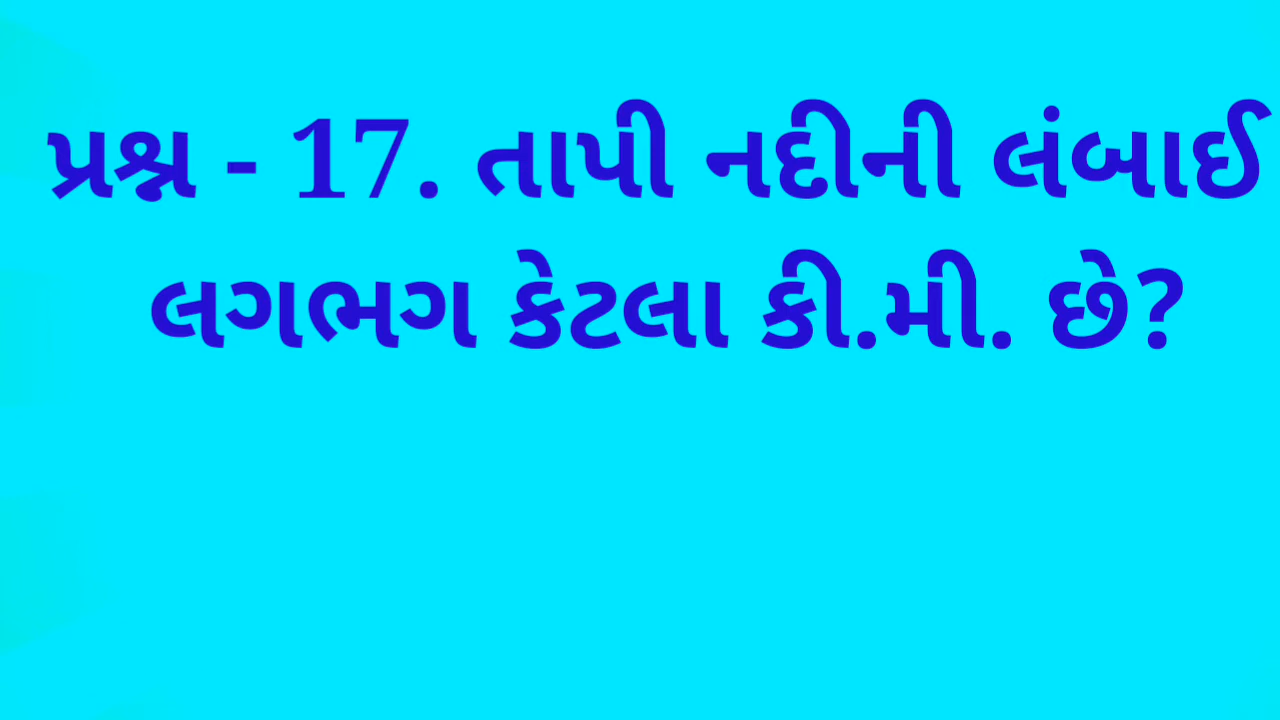 પ્રશ્ન - 17. તાપી નદીની લંબાઈ
લગભગ કેટલા કી.મી. છે?